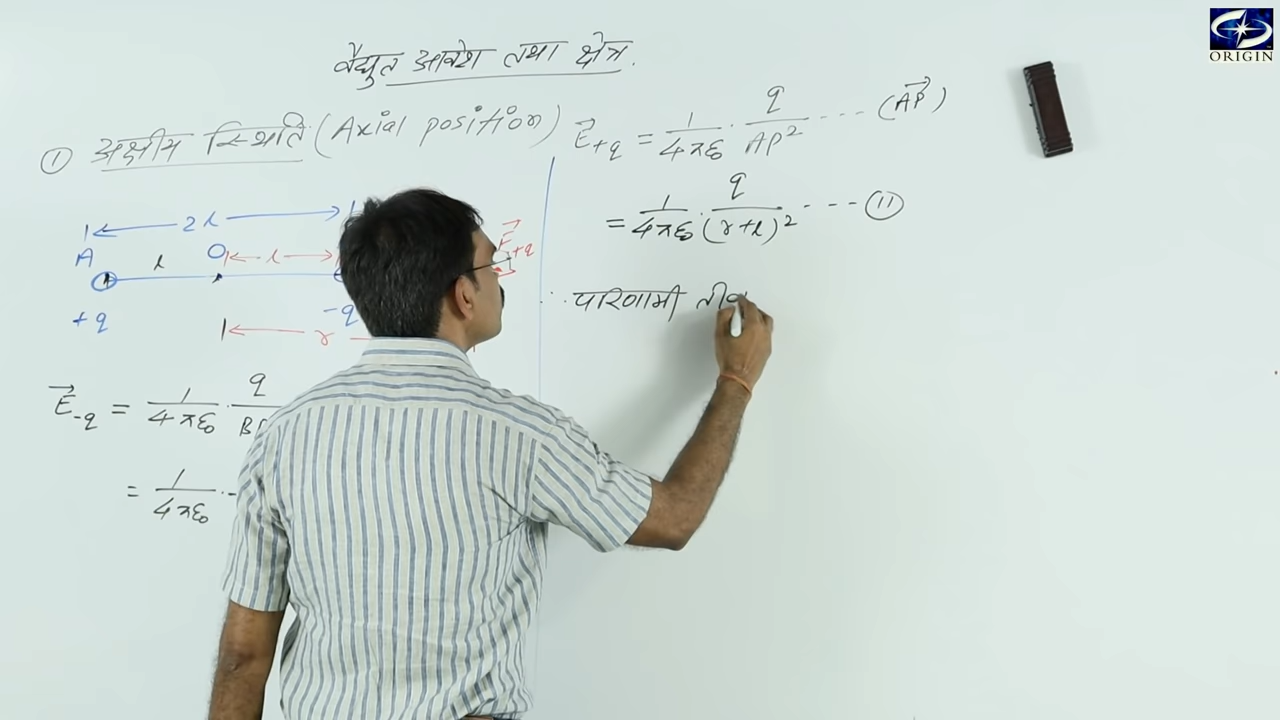 ORIGIN
वैद्युत आवेश तथा क्षेत्र.
① अक्षीय स्थिति (Axial position)
2l
A l O l
+q -q
r
E⃗+q
E⃗-q = 1/4πε₀ · q/
= 1/4πε₀ ·
E⃗+q = 1/4πε₀ · q/AP² --- (AP⃗)
= 1/4πε₀ · q/(r+l)² ---- (11)
∴ परिणामी